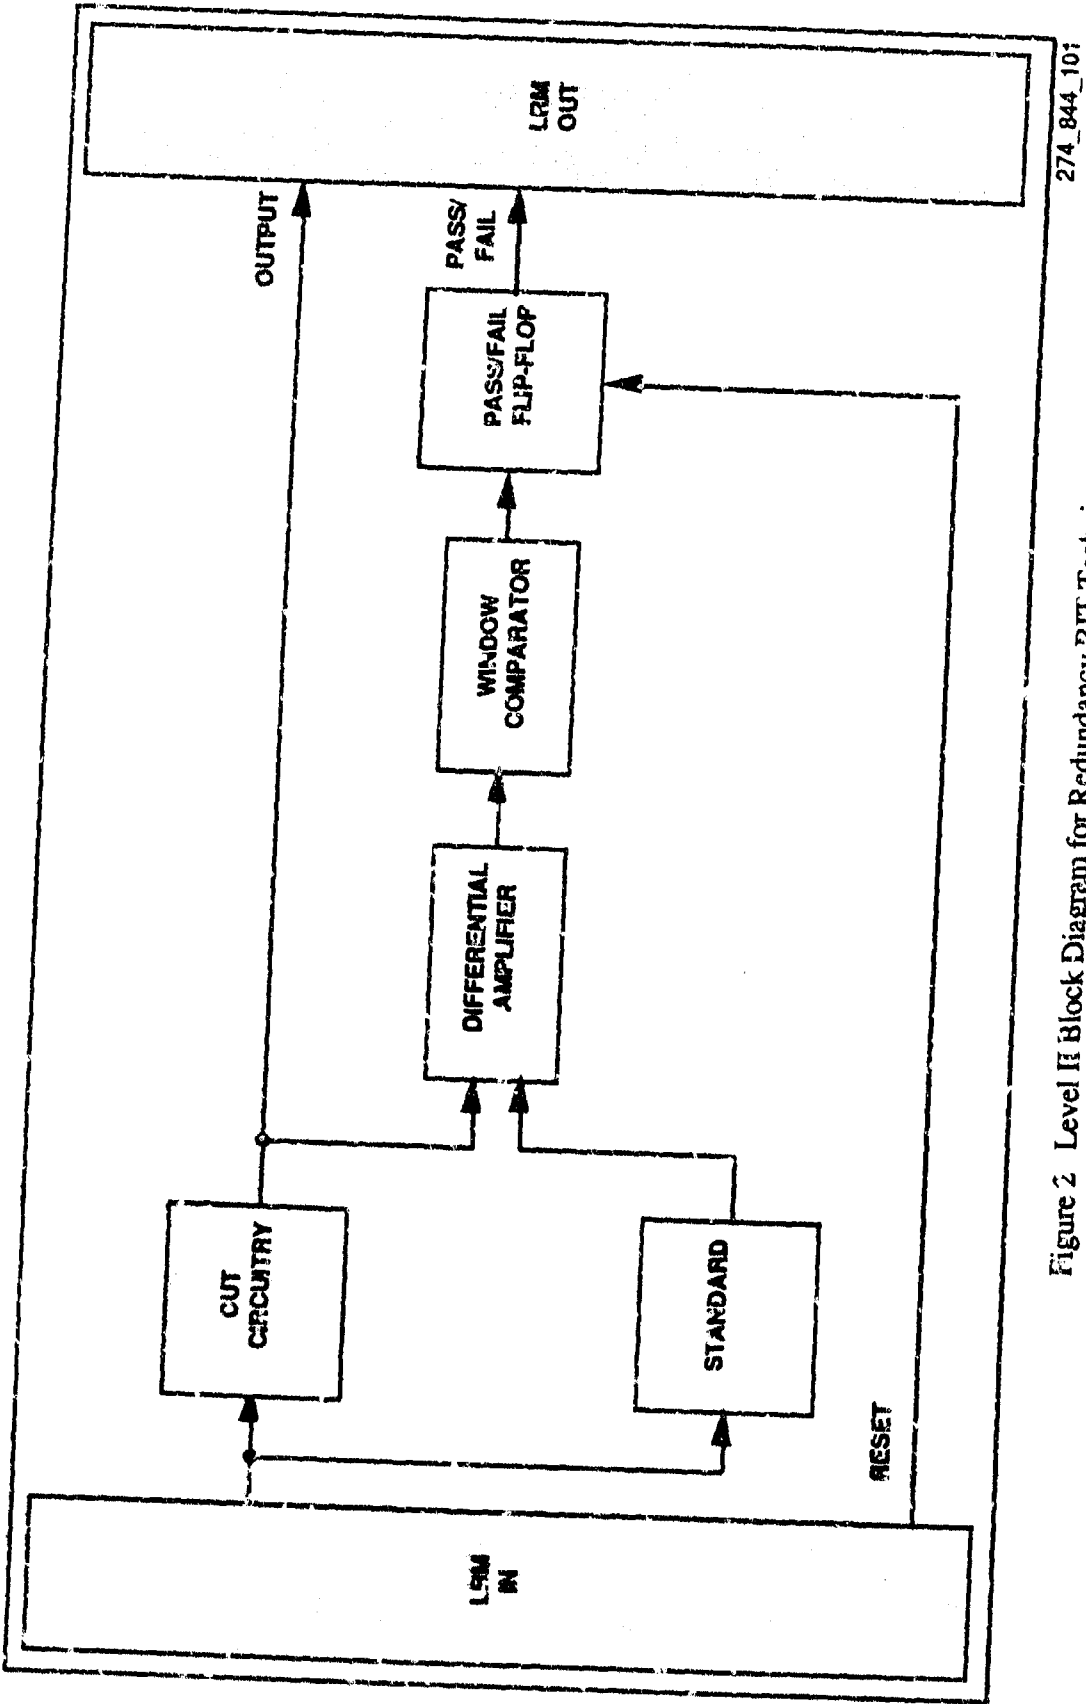 LRM
IN
CUT
CIRCUITRY
STANDARD
RESET
DIFFERENTIAL
AMPLIFIER
WINDOW
COMPARATOR
PASS/FAIL
FLIP-FLOP
OUTPUT
PASS/
FAIL
LRM
OUT
274_844_101
Figure 2 Level II Block Diagram for Redundancy BIT